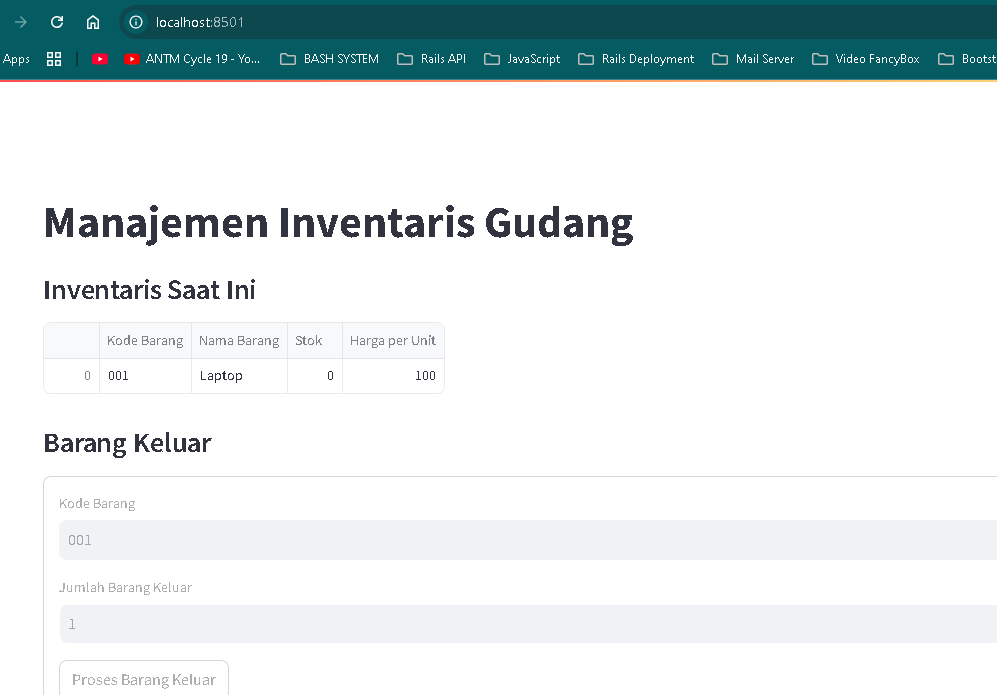 localhost:8501
Apps ANTM Cycle 19 - Yo... BASH SYSTEM Rails API JavaScript Rails Deployment Mail Server Video FancyBox Bootst
Manajemen Inventaris Gudang
Inventaris Saat Ini
Kode Barang Nama Barang Stok Harga per Unit
0 001 Laptop 0 100
Barang Keluar
Kode Barang
001
Jumlah Barang Keluar
1
Proses Barang Keluar